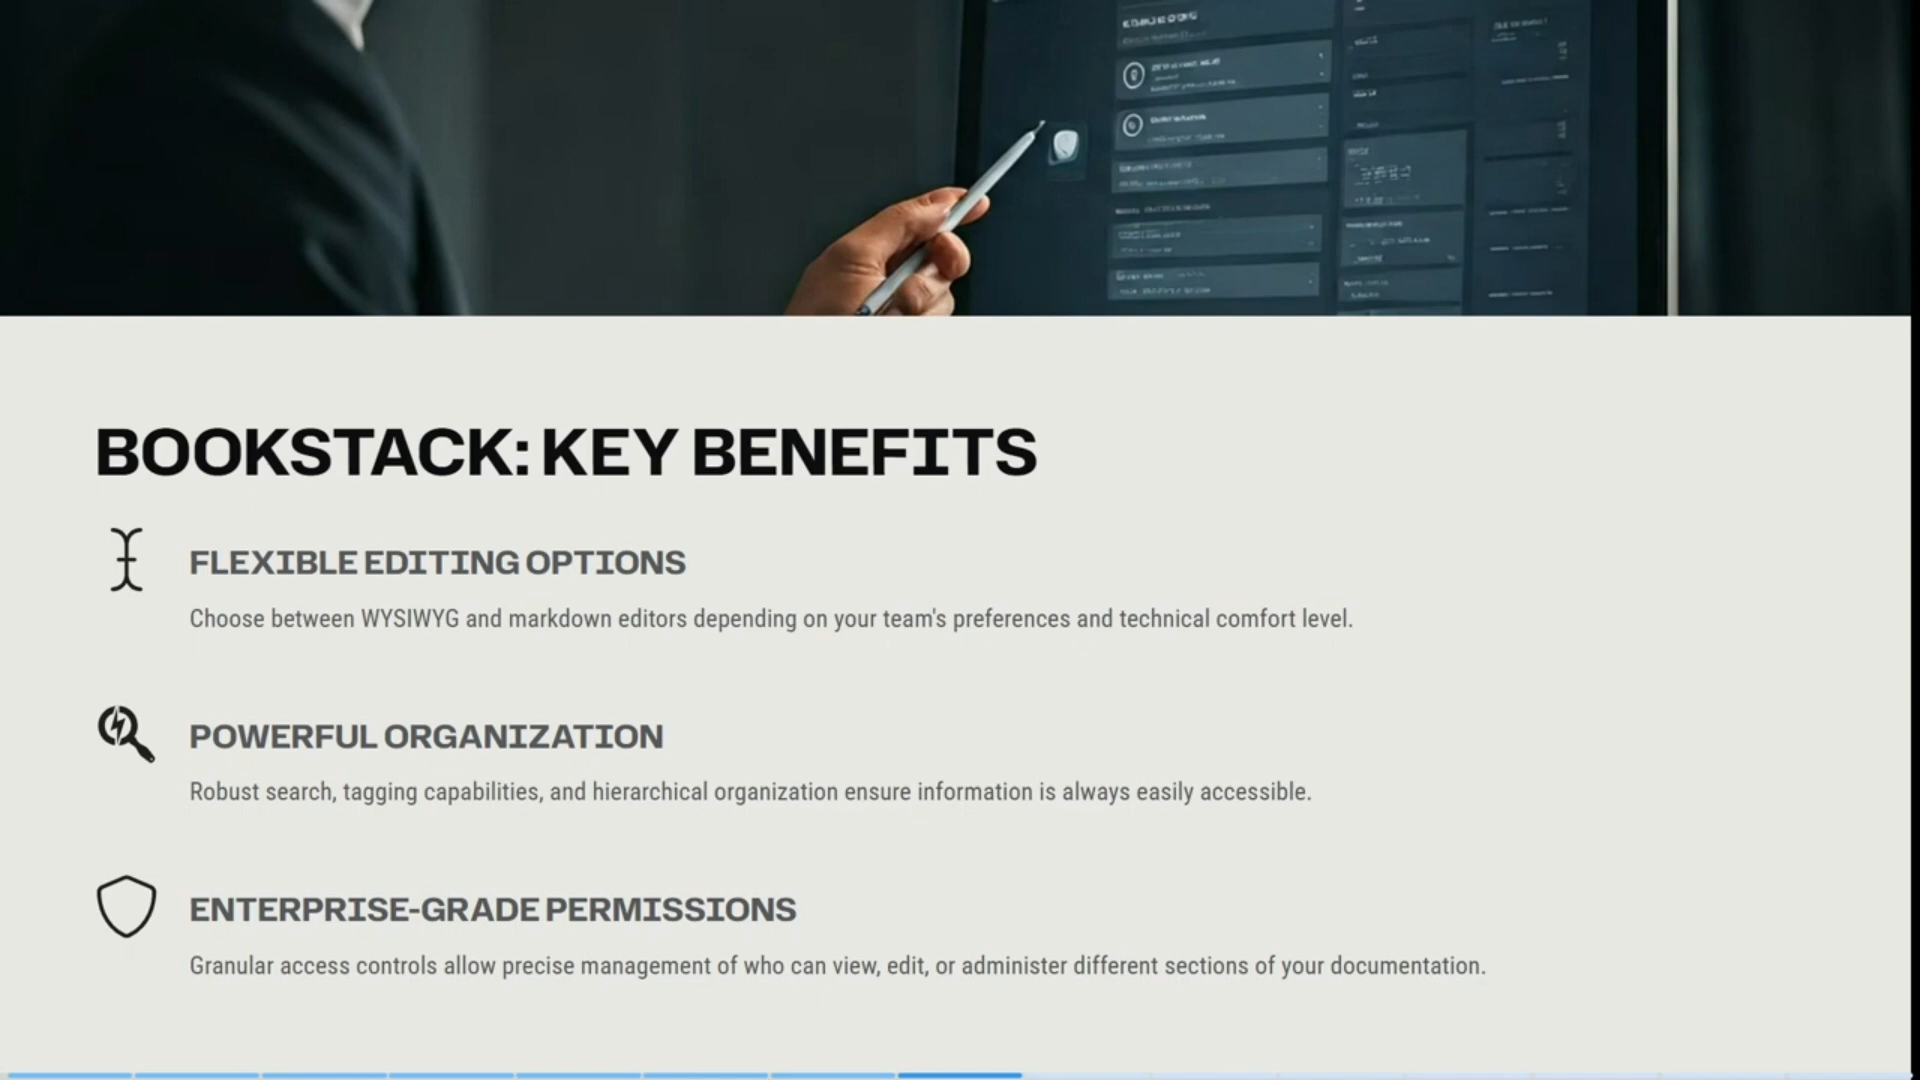 BOOKSTACK: KEY BENEFITS
FLEXIBLE EDITING OPTIONS
Choose between WYSIWYG and markdown editors depending on your team's preferences and technical comfort level.
POWERFUL ORGANIZATION
Robust search, tagging capabilities, and hierarchical organization ensure information is always easily accessible.
ENTERPRISE-GRADE PERMISSIONS
Granular access controls allow precise management of who can view, edit, or administer different sections of your documentation.